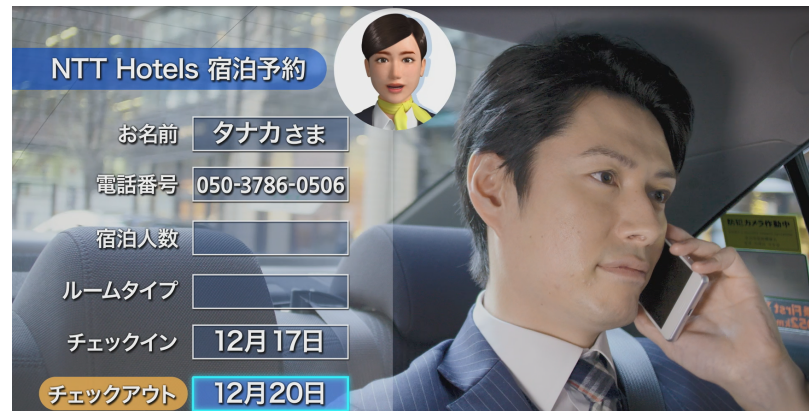 NTT Hotels 宿泊予約
お名前 タナカさま
電話番号 050-3786-0506
宿泊人数
ルームタイプ
チェックイン 12月17日
チェックアウト 12月20日